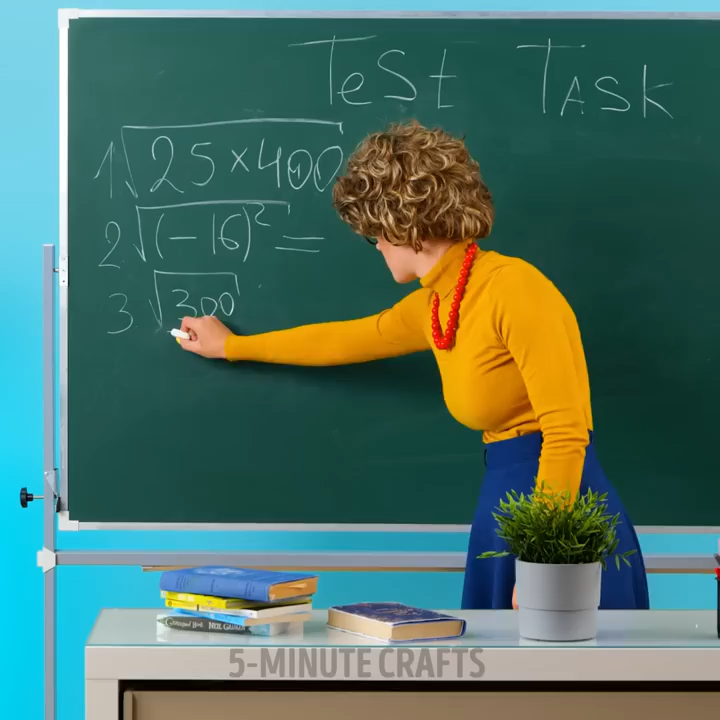 TeSt TASk
1 √25×400
2 √(-16)² =
3 √300
5-MINUTE CRAFTS